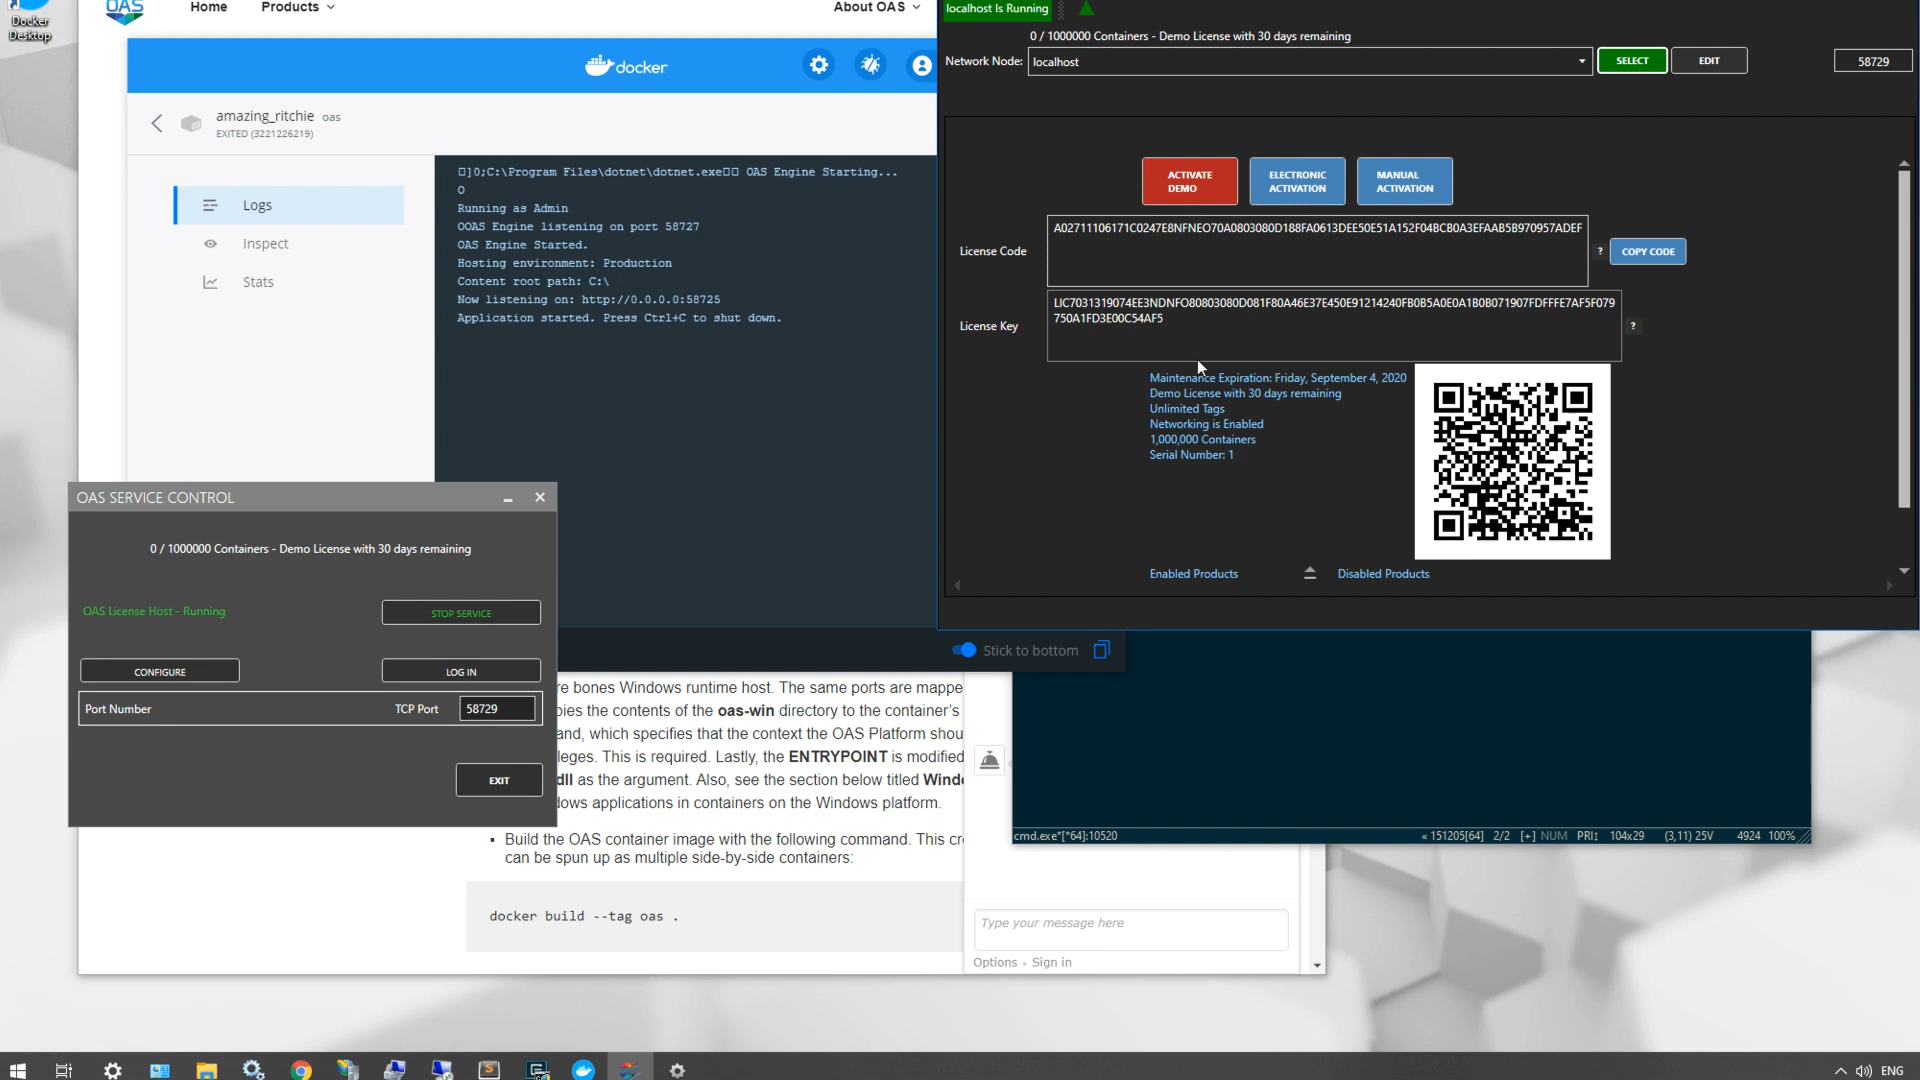 Docker
Desktop
OAS
Home
Products
About OAS
docker
amazing_ritchie oas
EXITED (3221226219)
Logs
Inspect
Stats
]0;C:\Program Files\dotnet\dotnet.exe OAS Engine Starting...
O
Running as Admin
OOAS Engine listening on port 58727
OAS Engine Started.
Hosting environment: Production
Content root path: C:\
Now listening on: http://0.0.0.0:58725
Application started. Press Ctrl+C to shut down.
Stick to bottom
localhost Is Running
0 / 1000000 Containers - Demo License with 30 days remaining
Network Node:
localhost
SELECT
EDIT
58729
ACTIVATE
DEMO
ELECTRONIC
ACTIVATION
MANUAL
ACTIVATION
License Code
A02711106171C0247E8NFNEO70A0803080D188FA0613DEE50E51A152F04BCB0A3EFAAB5B970957ADEF
?
COPY CODE
License Key
LIC7031319074EE3NDNFO80803080D081F80A46E37E450E91214240FB0B5A0E0A1B0B071907FDFFFE7AF5F079
750A1FD3E00C54AF5
?
Maintenance Expiration: Friday, September 4, 2020
Demo License with 30 days remaining
Unlimited Tags
Networking is Enabled
1,000,000 Containers
Serial Number: 1
Enabled Products
Disabled Products
OAS SERVICE CONTROL
0 / 1000000 Containers - Demo License with 30 days remaining
OAS License Host - Running
STOP SERVICE
CONFIGURE
LOG IN
Port Number
TCP Port
58729
EXIT
re bones Windows runtime host. The same ports are mappe
pies the contents of the oas-win directory to the container's
and, which specifies that the context the OAS Platform shou
leges. This is required. Lastly, the ENTRYPOINT is modified
dll as the argument. Also, see the section below titled Wind
dows applications in containers on the Windows platform.
▪ Build the OAS container image with the following command. This cre
can be spun up as multiple side-by-side containers:
docker build --tag oas .
cmd.exe*[*64]:10520
« 151205[64] 2/2 [+] NUM PRI↕ 104x29 (3,11) 25V 4924 100%
Type your message here
Options • Sign in
ENG